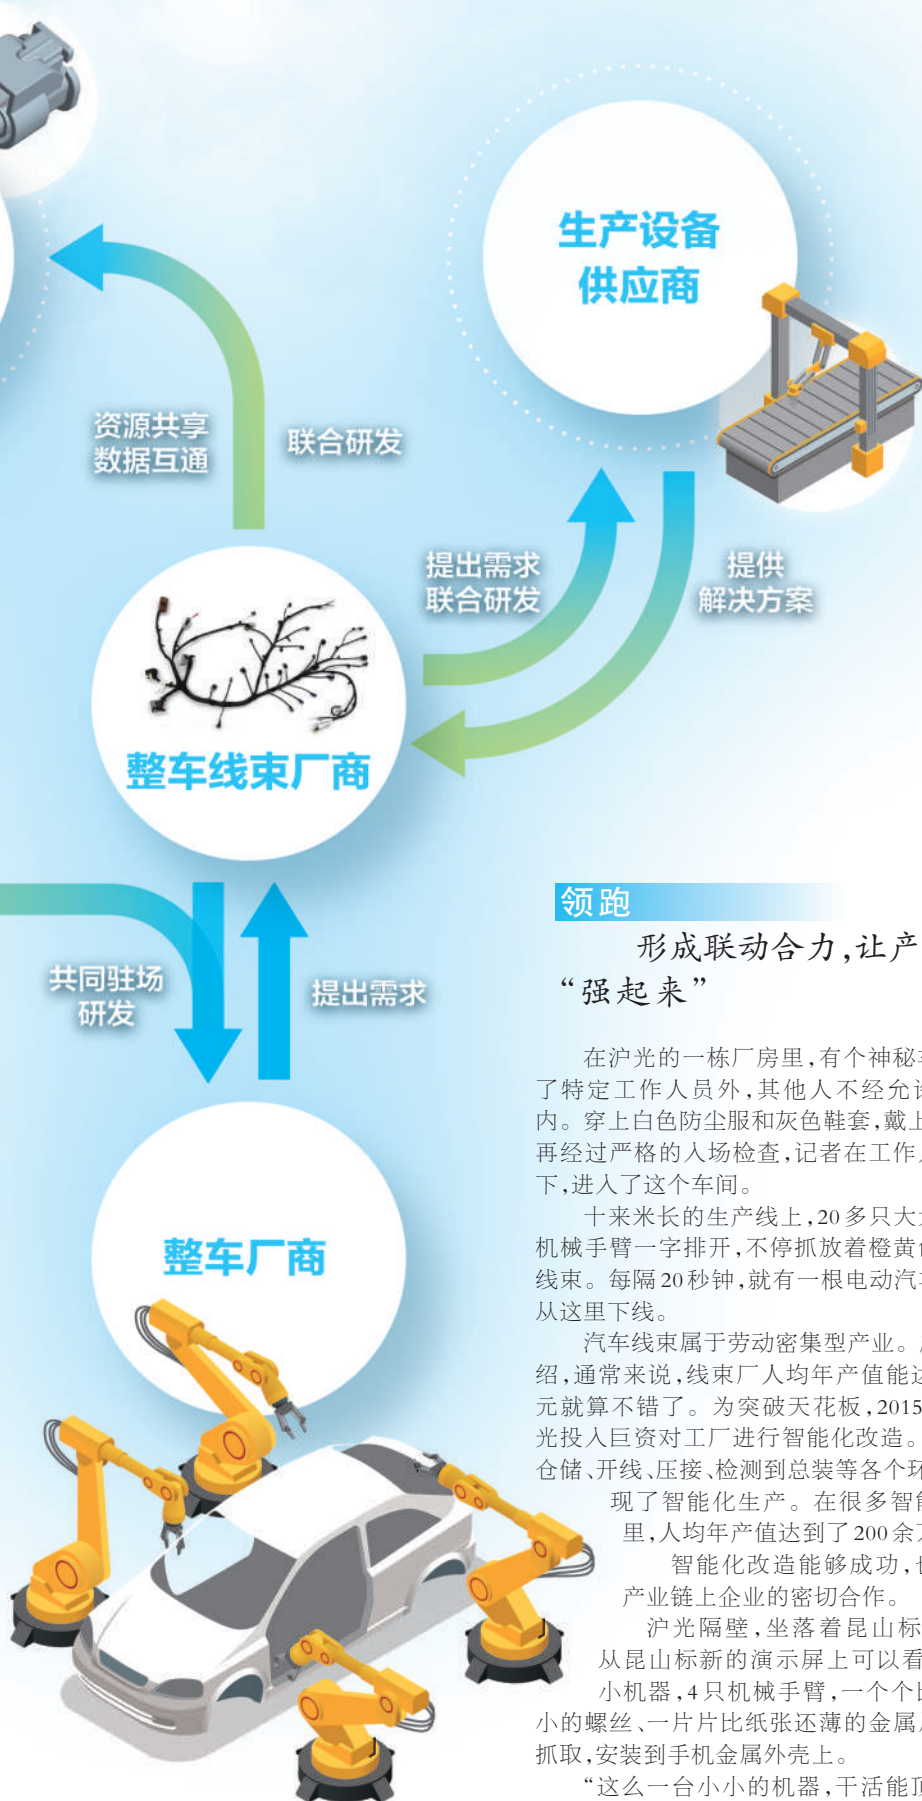 生产设备
供应商
资源共享
数据互通
联合研发
提出需求
联合研发
提供
解决方案
整车线束厂商
共同驻场
研发
提出需求
整车厂商
领跑
形成联动合力,让产
“强起来”
在沪光的一栋厂房里,有个神秘
了特定工作人员外,其他人不经允
内。穿上白色防尘服和灰色鞋套,戴上
再经过严格的入场检查,记者在工作
下,进入了这个车间。
十来米长的生产线上,20多只大
机械手臂一字排开,不停抓放着橙黄
线束。每隔20秒钟,就有一根电动汽
从这里下线。
汽车线束属于劳动密集型产业。
绍,通常来说,线束厂人均年产值能
元就算不错了。为突破天花板,2015
光投入巨资对工厂进行智能化改造。
仓储、开线、压接、检测到总装等各个
现了智能化生产。在很多智
里,人均年产值达到了200余
智能化改造能够成功,
产业链上企业的密切合作。
沪光隔壁,坐落着昆山标
从昆山标新的演示屏上可以看
小机器,4只机械手臂,一个个
小的螺丝、一片片比纸张还薄的金属
抓取,安装到手机金属外壳上。
“这么一台小小的机器,干活能